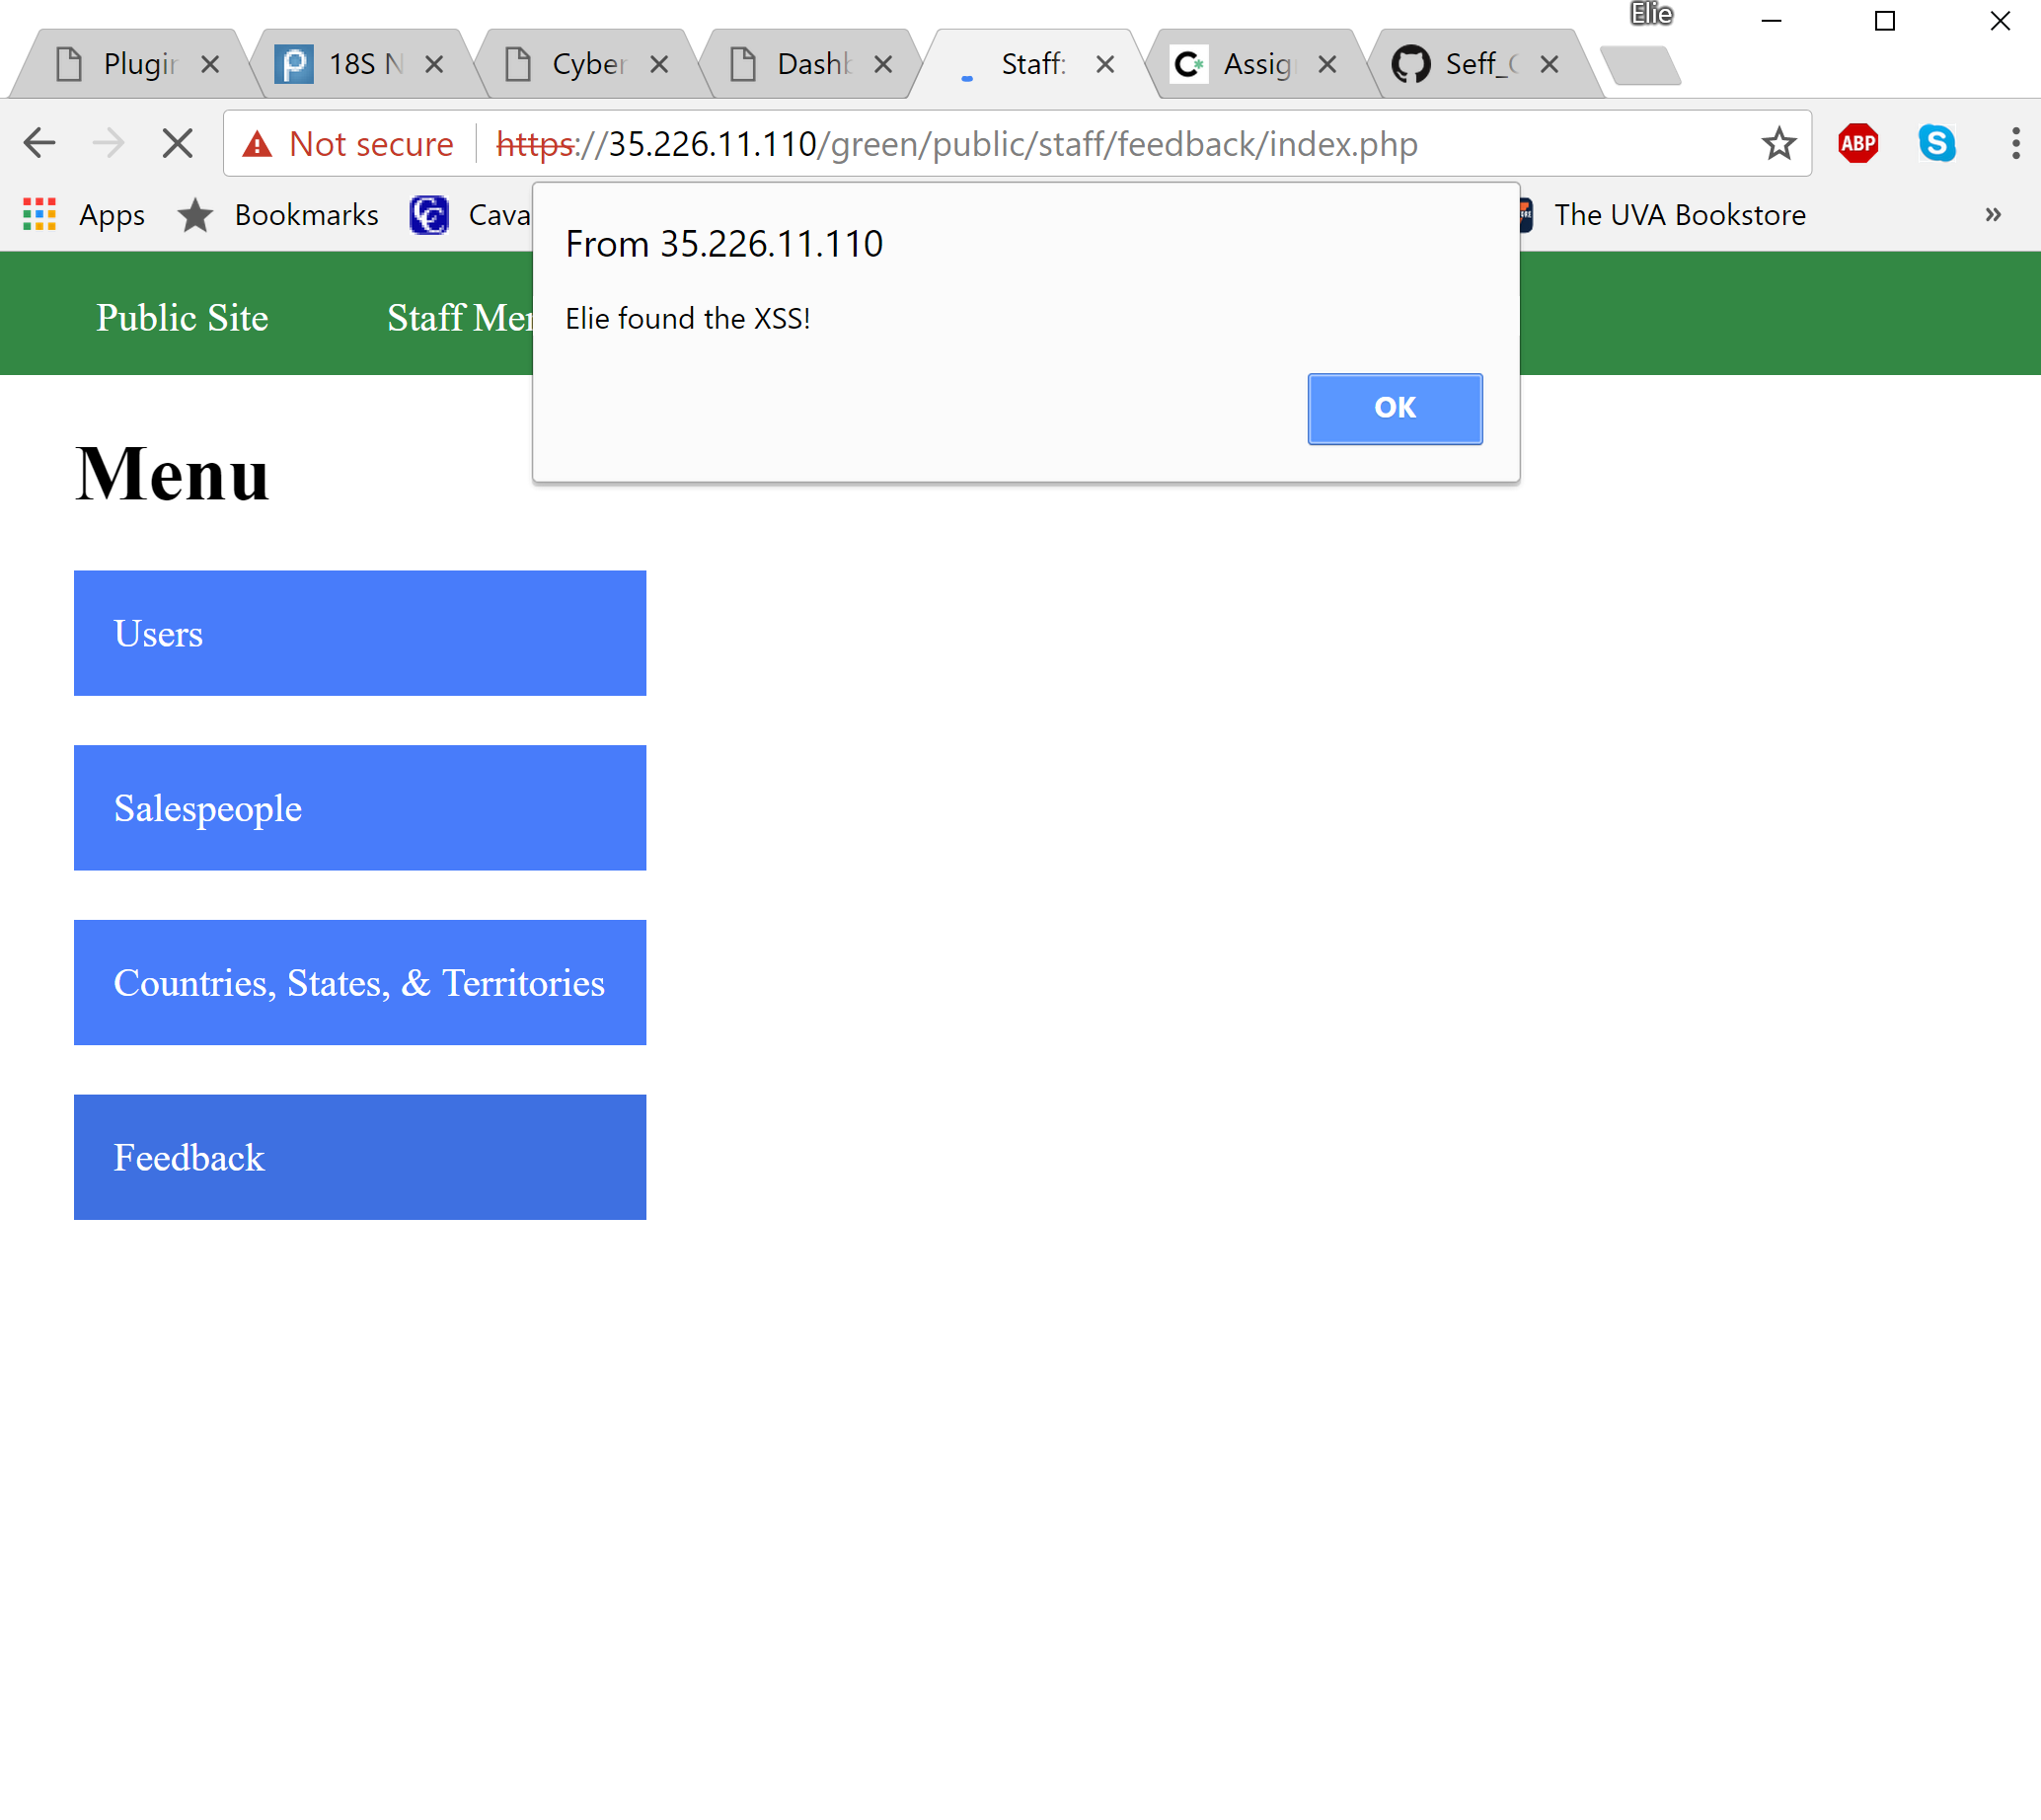 Elie
Plugin
18S N
Cyber
Dashb
Staff:
Assig
Seff_C
Not secure https://35.226.11.110/green/public/staff/feedback/index.php
ABP
S
Apps
Bookmarks
Cava
The UVA Bookstore
»
From 35.226.11.110
Elie found the XSS!
OK
Public Site
Staff Men
Menu
Users
Salespeople
Countries, States, & Territories
Feedback